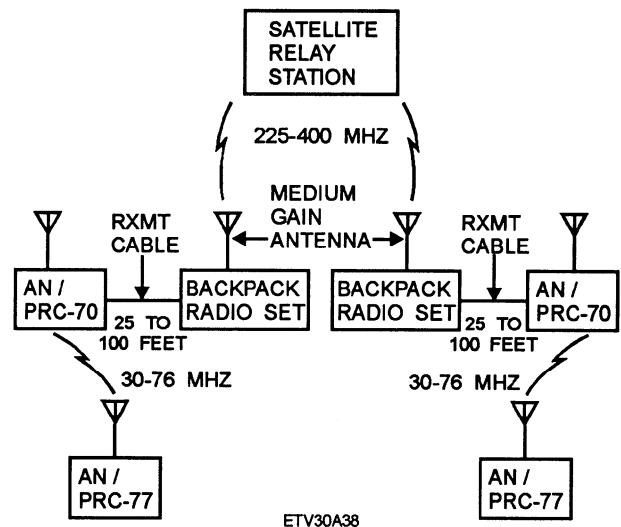 SATELLITE
RELAY
STATION
225-400 MHZ
MEDIUM
GAIN
ANTENNA
RXMT
CABLE
RXMT
CABLE
AN /
PRC-70
BACKPACK
RADIO SET
BACKPACK
RADIO SET
AN /
PRC-70
25 TO
100 FEET
25 TO
100 FEET
30-76 MHZ
30-76 MHZ
AN /
PRC-77
AN /
PRC-77
ETV30A38